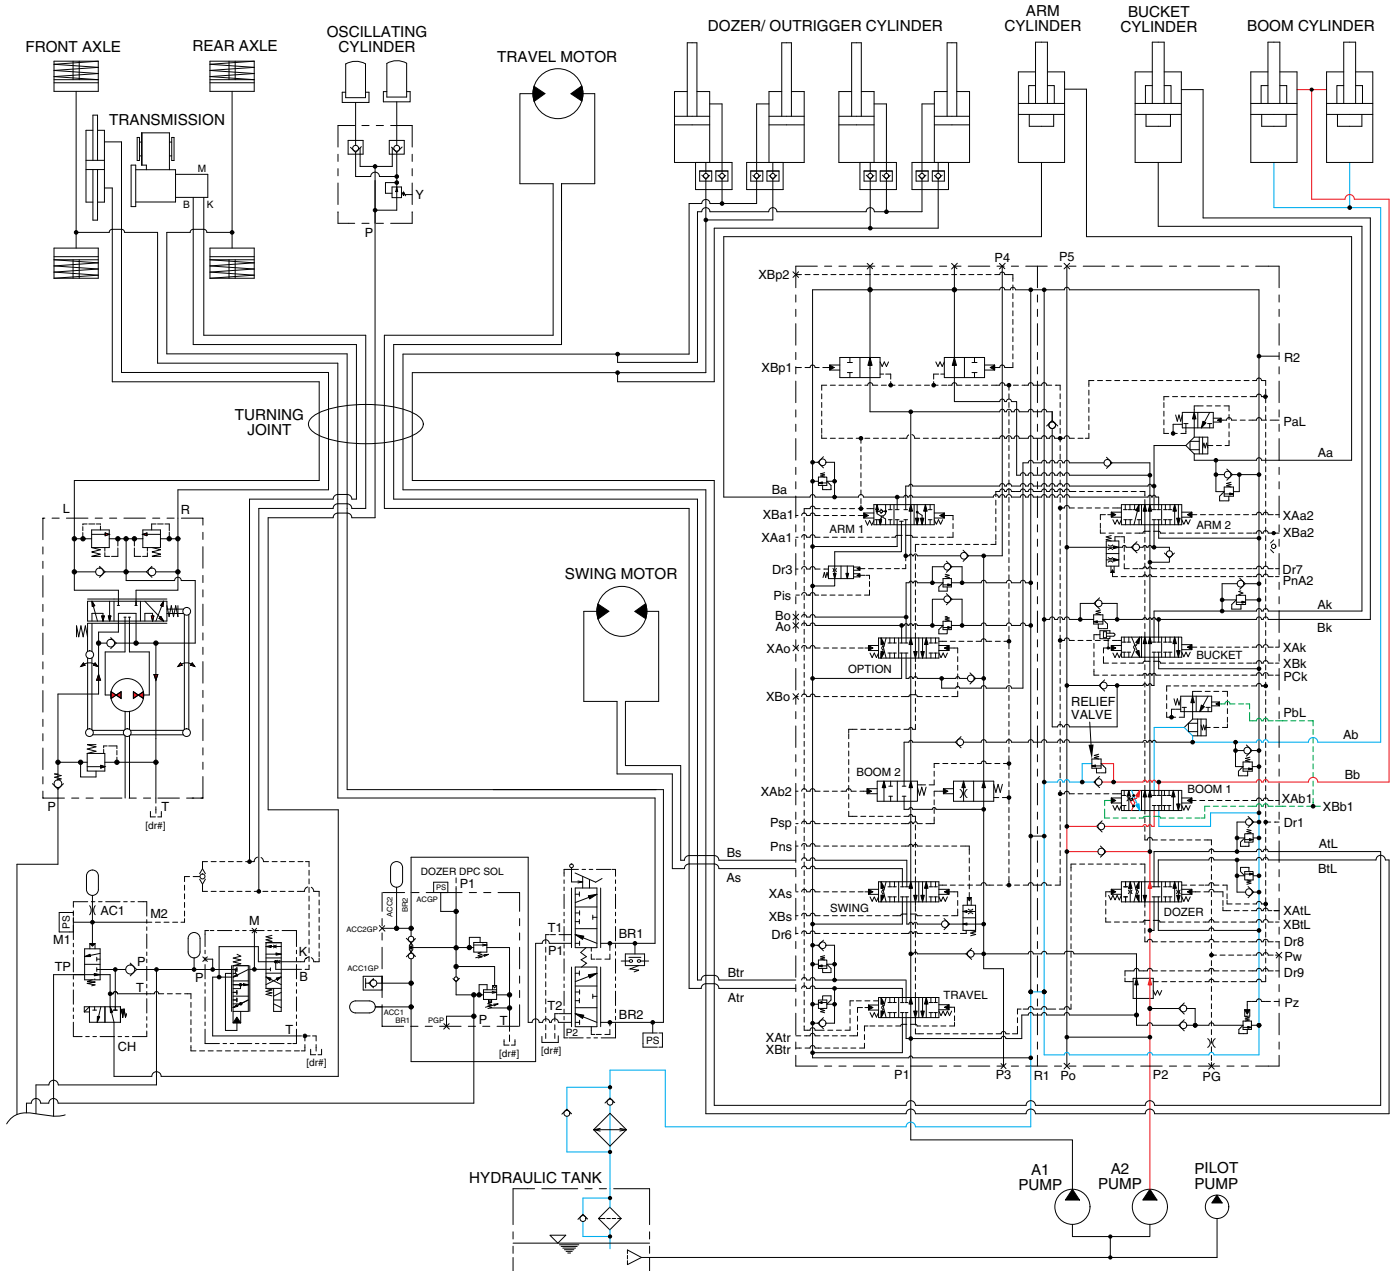 FRONT AXLE
REAR AXLE
OSCILLATING
CYLINDER
TRAVEL MOTOR
DOZER/ OUTRIGGER CYLINDER
ARM
CYLINDER
BUCKET
CYLINDER
BOOM CYLINDER
TRANSMISSION
M
B
K
Y
P
TURNING
JOINT
XBp2
P4
P5
XBp1
R2
PaL
Aa
Ba
XBa1
ARM 1
XAa1
ARM 2
XAa2
XBa2
Dr3
Pis
Dr7
PnA2
Bo
Ao
Ak
Bk
XAo
OPTION
BUCKET
XAk
XBk
PCk
XBo
RELIEF
VALVE
PbL
Ab
Bb
BOOM 2
XAb2
BOOM 1
XAb1
XBb1
Psp
Dr1
Pns
AtL
BtL
Bs
As
XAs
SWING
XBs
Dr6
DOZER
XAtL
XBtL
Dr8
Pw
Dr9
Btr
Atr
TRAVEL
Pz
XAtr
XBtr
P1
P3
R1
Po
P2
PG
L
R
SWING MOTOR
P
T
[dr#]
AC1
PS
M1
M2
TP
P
T
CH
M
P
K
B
T
[dr#]
DOZER DPC SOL
ACC2
BR2
PS
P1
ACGP
ACC2GP
ACC1GP
ACC1
BR1
PGP
P
T
[dr#]
T1
P1
BR1
T2
P2
BR2
[dr#]
PS
HYDRAULIC TANK
A1
PUMP
A2
PUMP
PILOT
PUMP